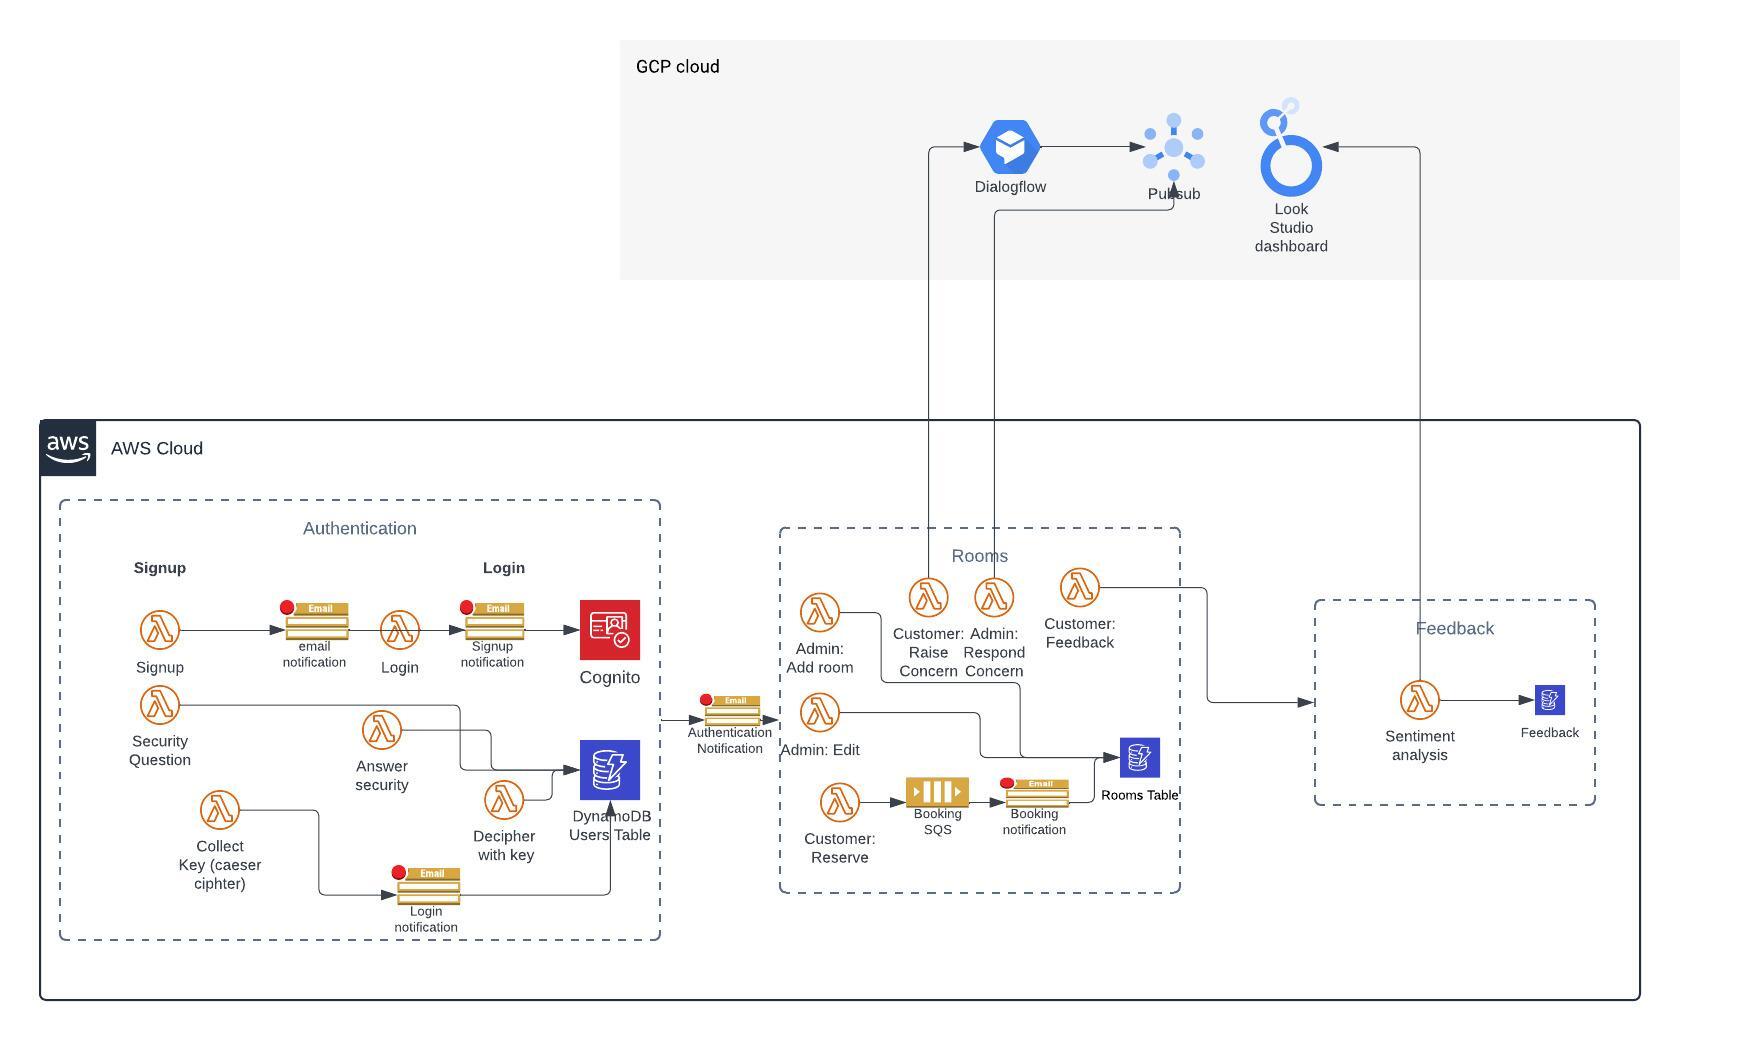 GCP cloud
Dialogflow
Pubsub
Look
Studio
dashboard
aws
AWS Cloud
Authentication
Signup
Login
Email
Email
Signup
email
notification
Login
Signup
notification
Cognito
Security
Question
Answer
security
DynamoDB
Users Table
Decipher
with key
Collect
Key (caeser
ciphter)
Email
Login
notification
Email
Authentication
Notification
Rooms
Admin:
Add room
Customer:
Raise
Concern
Admin:
Respond
Concern
Customer:
Feedback
Admin: Edit
Customer:
Reserve
Booking
SQS
Email
Booking
notification
Rooms Table
Feedback
Sentiment
analysis
Feedback